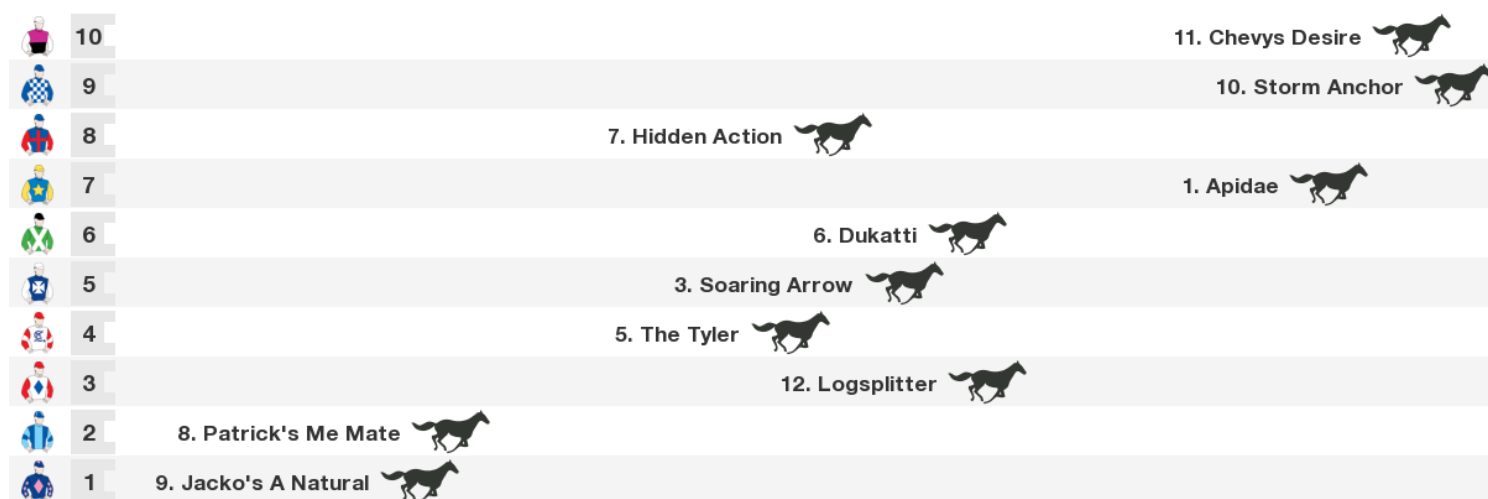 10 11. Chevys Desire
9 10. Storm Anchor
8 7. Hidden Action
7 1. Apidae
6 6. Dukatti
5 3. Soaring Arrow
4 5. The Tyler
3 12. Logsplitter
2 8. Patrick's Me Mate
1 9. Jacko's A Natural